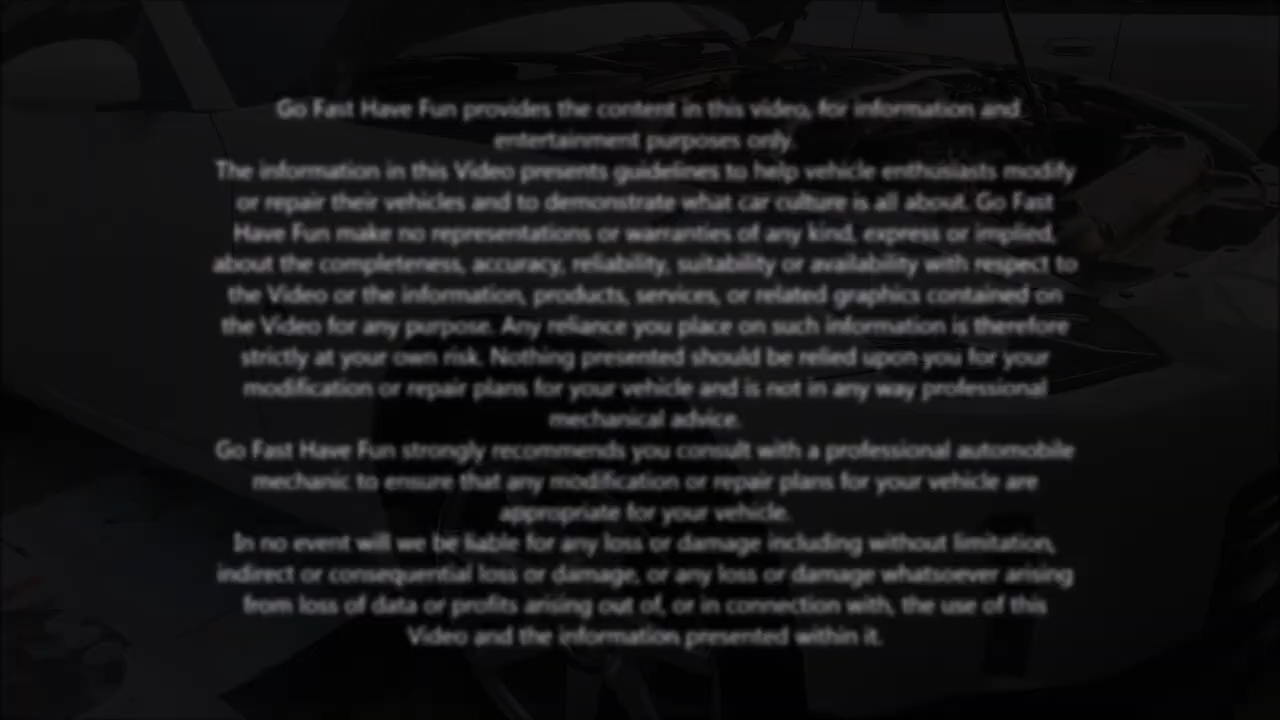 Go Fast Have Fun provides the content in this video, for information and
entertainment purposes only.
The information in this Video presents guidelines to help vehicle enthusiasts modify
or repair their vehicles and to demonstrate what car culture is all about. Go Fast
Have Fun make no representations or warranties of any kind, express or implied,
about the completeness, accuracy, reliability, suitability or availability with respect to
the Video or the information, products, services, or related graphics contained on
the Video for any purpose. Any reliance you place on such information is therefore
strictly at your own risk. Nothing presented should be relied upon you for your
modification or repair plans for your vehicle and is not in any way professional
mechanical advice.
Go Fast Have Fun strongly recommends you consult with a professional automobile
mechanic to ensure that any modification or repair plans for your vehicle are
appropriate for your vehicle.
In no event will we be liable for any loss or damage including without limitation,
indirect or consequential loss or damage, or any loss or damage whatsoever arising
from loss of data or profits arising out of, or in connection with, the use of this
Video and the information presented within it.